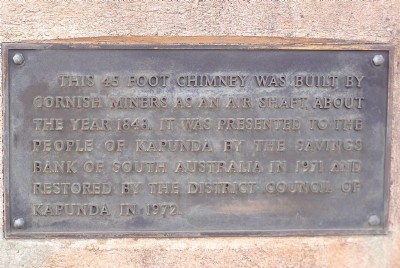 THIS 45 FOOT CHIMNEY WAS BUILT BY
CORNISH MINERS AS AN AIR SHAFT ABOUT
THE YEAR 1848. IT WAS PRESENTED TO THE
PEOPLE OF KAPUNDA BY THE SAVINGS
BANK OF SOUTH AUSTRALIA IN 1971 AND
RESTORED BY THE DISTRICT COUNCIL OF
KAPUNDA IN 1972.